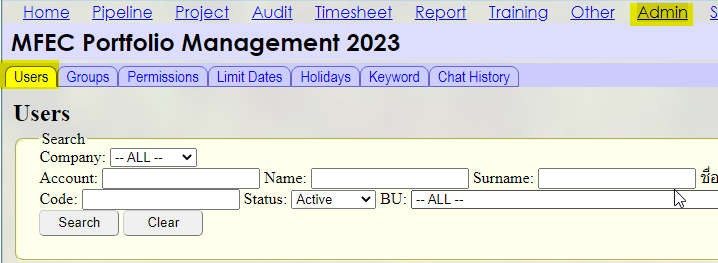 Home Pipeline Project Audit Timesheet Report Training Other Admin S
MFEC Portfolio Management 2023
Users Groups Permissions Limit Dates Holidays Keyword Chat History
Users
Search
Company: -- ALL --
Account: Name: Surname: ชื่อ
Code: Status: Active BU: -- ALL --
Search Clear